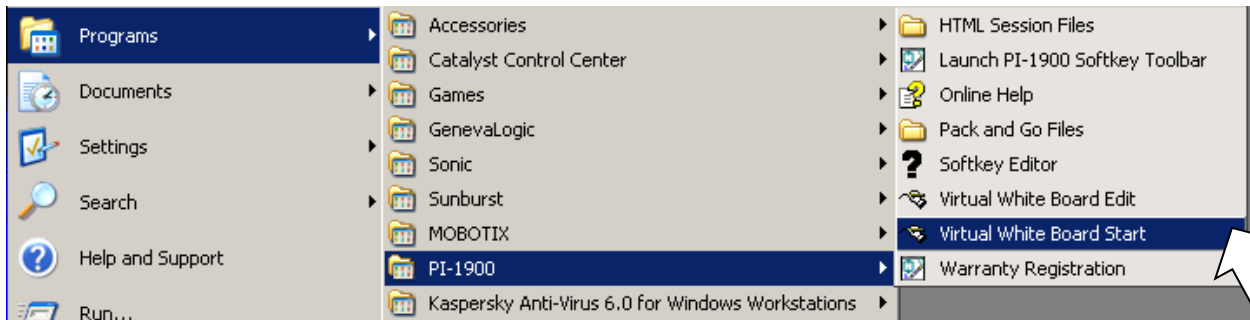 Programs
Documents
Settings
Search
Help and Support
Run...
Accessories
Catalyst Control Center
Games
GenevaLogic
Sonic
Sunburst
MOBOTIX
PI-1900
Kaspersky Anti-Virus 6.0 for Windows Workstations
HTML Session Files
Launch PI-1900 Softkey Toolbar
Online Help
Pack and Go Files
Softkey Editor
Virtual White Board Edit
Virtual White Board Start
Warranty Registration